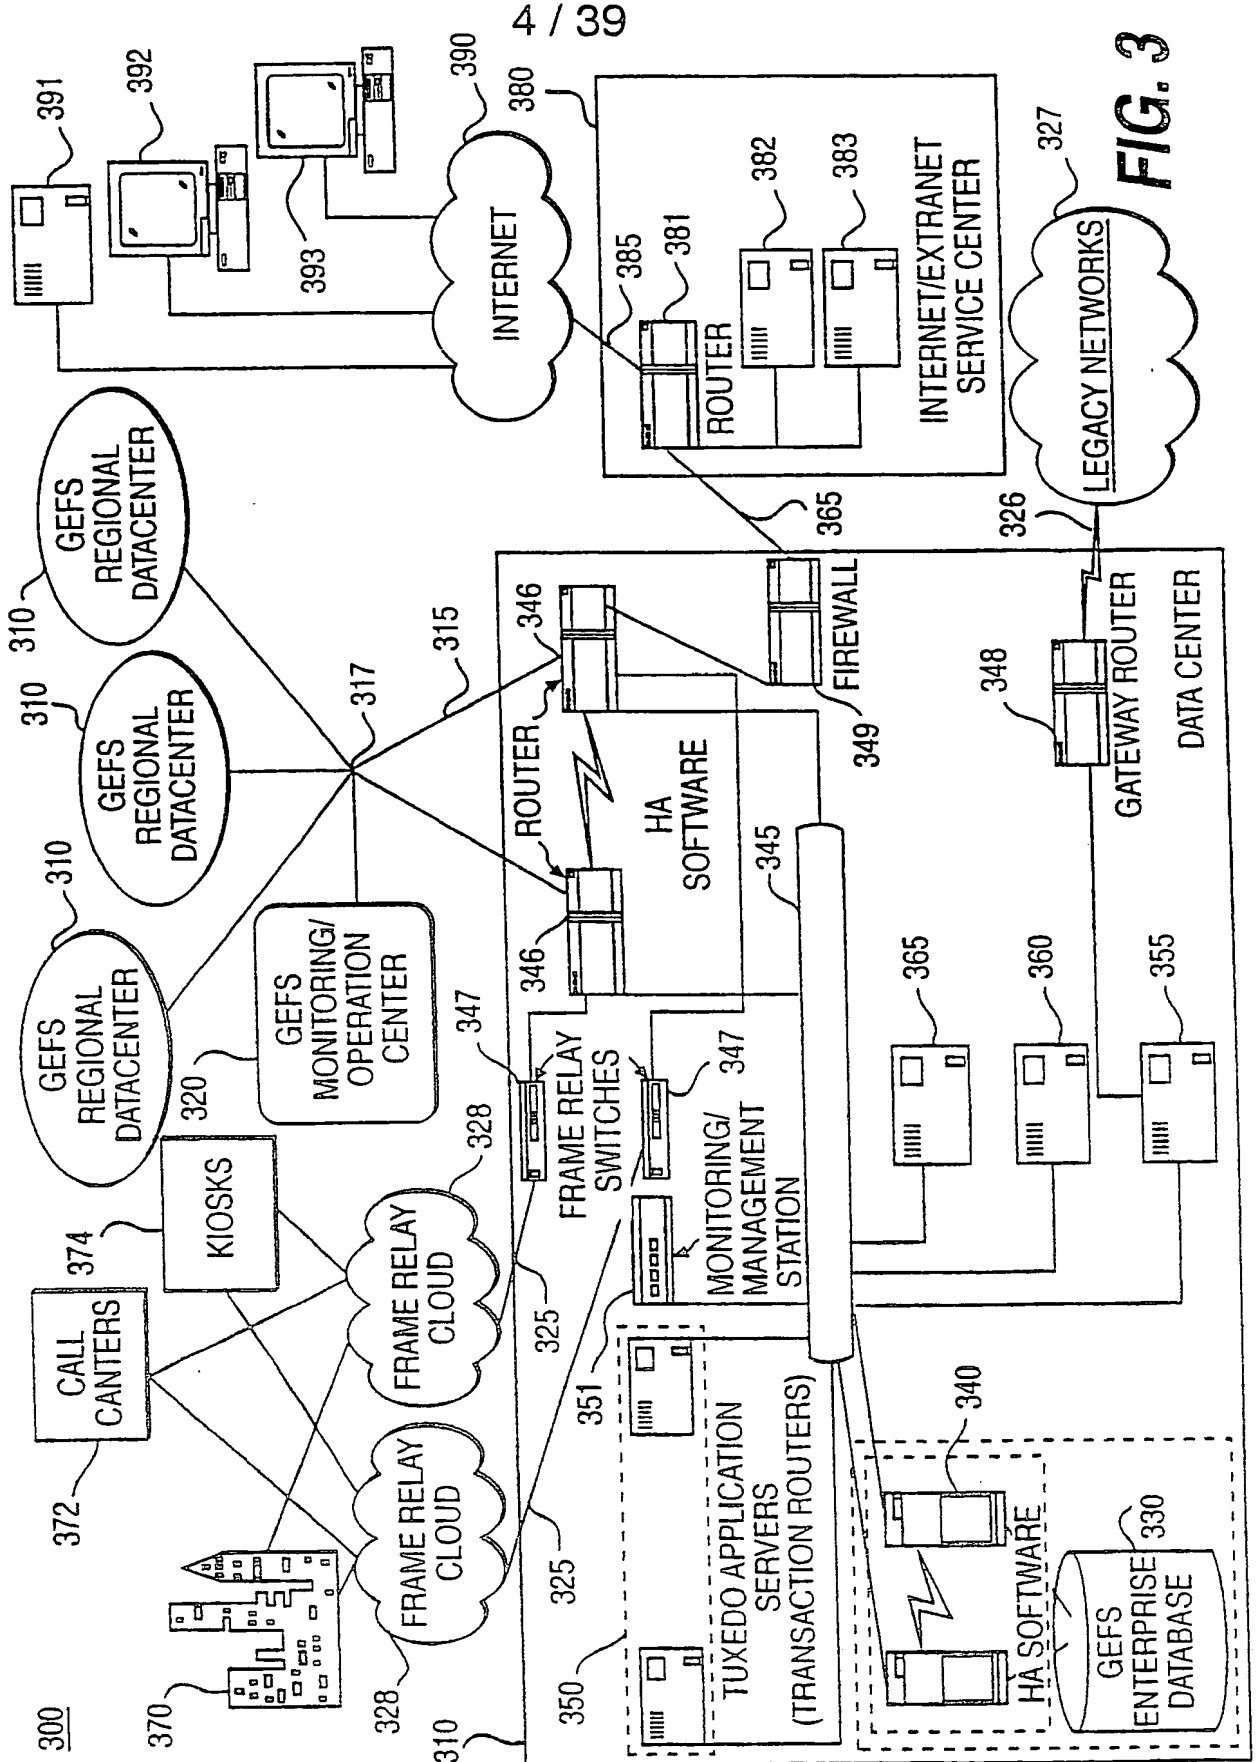 4 / 39
300
370
372
CALL
CANTERS
374
KIOSKS
328
FRAME RELAY
CLOUD
328
FRAME RELAY
CLOUD
325
325
310
GEFS
REGIONAL
DATACENTER
310
GEFS
REGIONAL
DATACENTER
310
GEFS
REGIONAL
DATACENTER
320
GEFS
MONITORING/
OPERATION
CENTER
317
315
391
392
393
390
INTERNET
385
380
381
ROUTER
382
383
INTERNET/EXTRANET
SERVICE CENTER
365
310
347
FRAME RELAY
SWITCHES
347
346
ROUTER
346
HA
SOFTWARE
349
FIREWALL
350
TUXEDO APPLICATION
SERVERS
(TRANSACTION ROUTERS)
351
MONITORING/
MANAGEMENT
STATION
345
365
360
355
348
GATEWAY ROUTER
DATA CENTER
326
327
LEGACY NETWORKS
340
HA SOFTWARE
330
GEFS
ENTERPRISE
DATABASE
FIG. 3